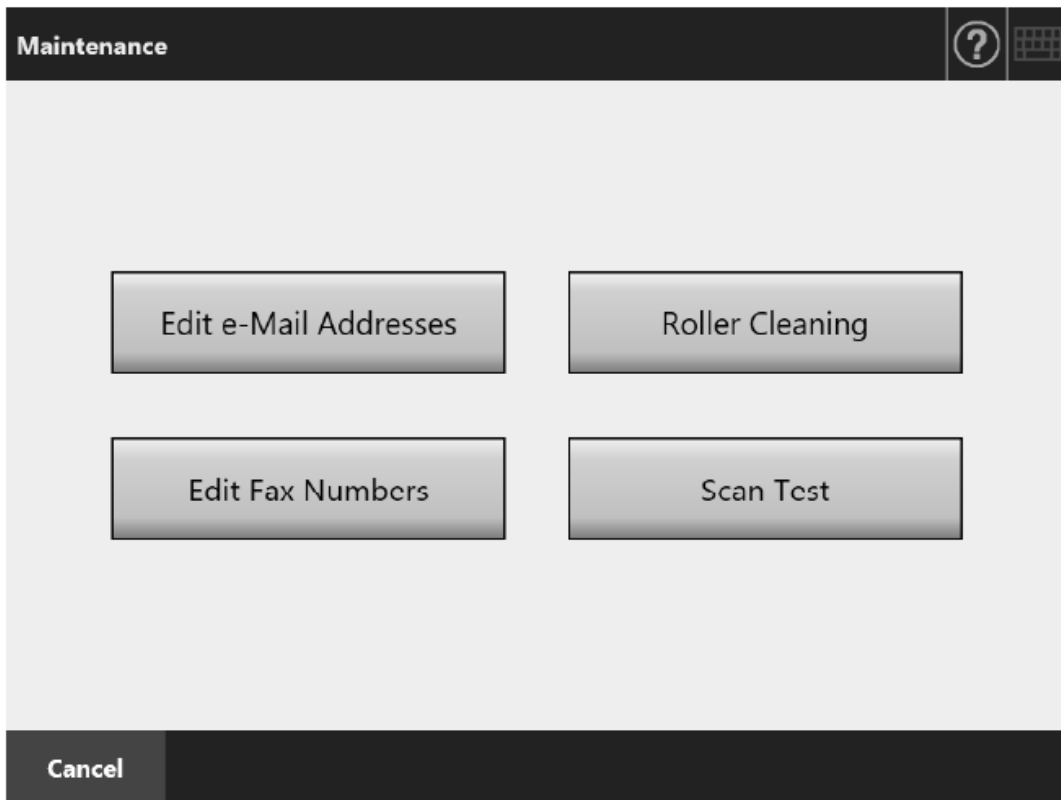 Maintenance
?
Edit e-Mail Addresses
Roller Cleaning
Edit Fax Numbers
Scan Test
Cancel